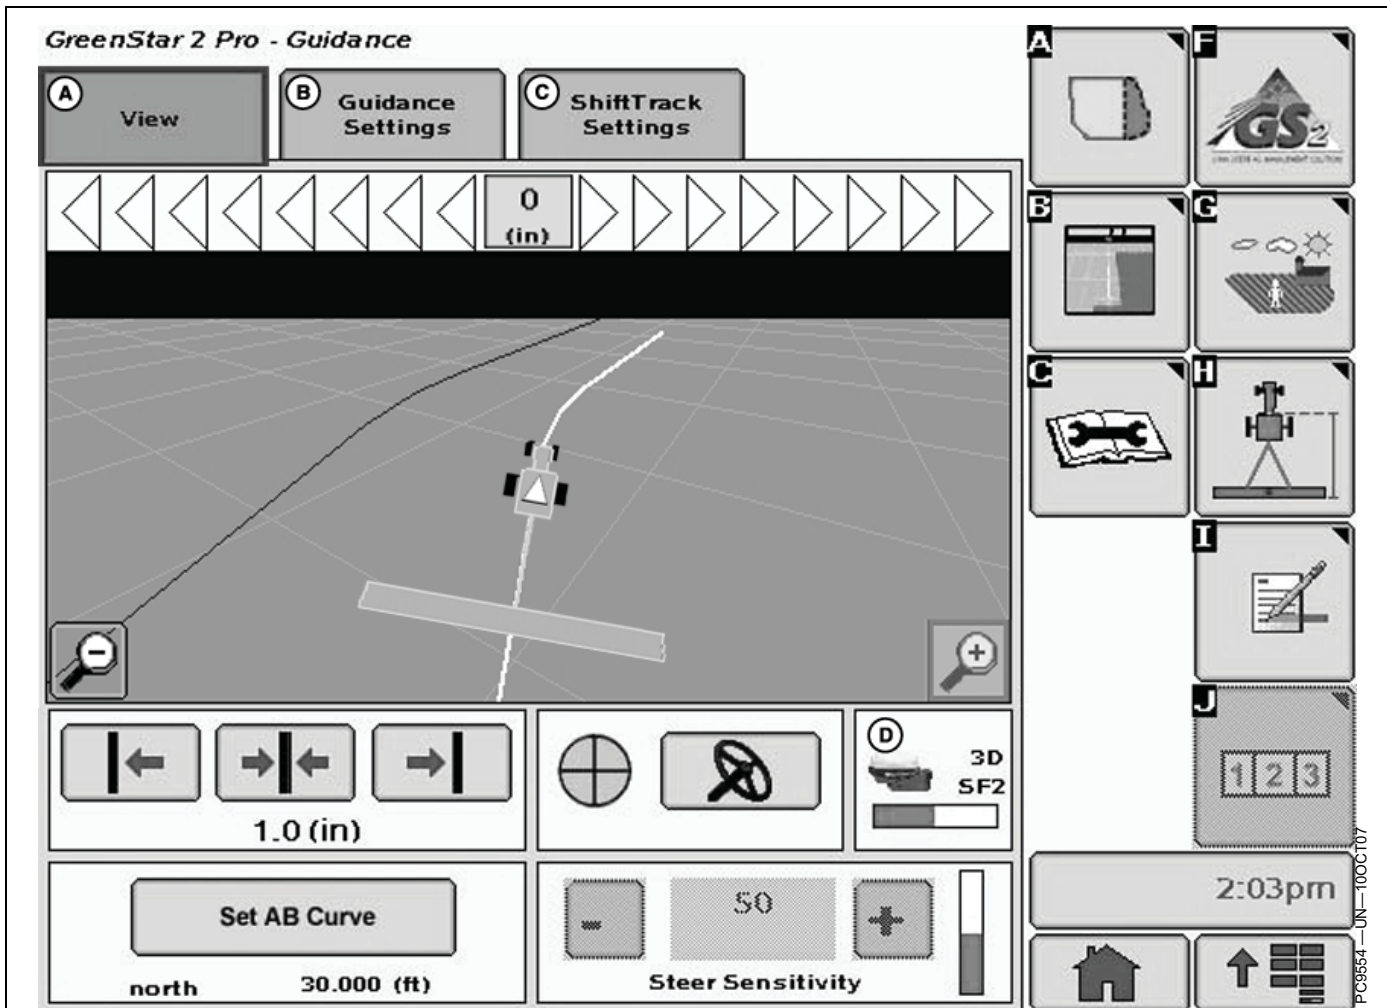 GreenStar 2 Pro - Guidance
A
View
B
Guidance
Settings
C
ShiftTrack
Settings
0
(in)
1.0 (in)
D
3D
SF2
Set AB Curve
north 30.000 (ft)
- 50 +
Steer Sensitivity
A
F
GS2
B
G
C
H
I
J
1 2 3
2:03pm
PC9554 —UN—10OCT07